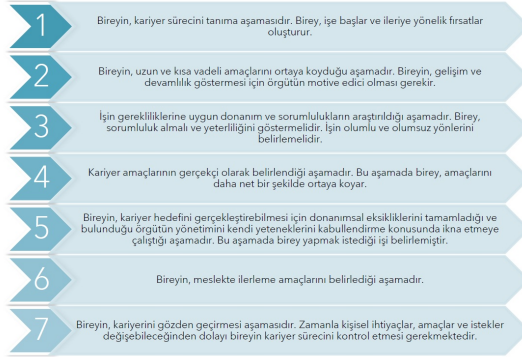 1
Bireyin, kariyer sürecini tanıma aşamasıdır. Birey, işe başlar ve ileriye yönelik fırsatlar
oluşturur.
2
Bireyin, uzun ve kısa vadeli amaçlarını ortaya koyduğu aşamadır. Bireyin, gelişim ve
devamlılık göstermesi için örgütün motive edici olması gerekir.
3
İşin gerekliliklerine uygun donanım ve sorumlulukların araştırıldığı aşamadır. Birey,
sorumluluk almalı ve yeterliliğini göstermelidir. İşin olumlu ve olumsuz yönlerini
belirlemelidir.
4
Kariyer amaçlarının gerçekçi olarak belirlendiği aşamadır. Bu aşamada birey, amaçlarını
daha net bir şekilde ortaya koyar.
5
Bireyin, kariyer hedefini gerçekleştirebilmesi için donanımsal eksikliklerini tamamladığı ve
bulunduğu örgütün yönetimini kendi yeteneklerini kabullendirme konusunda ikna etmeye
çalıştığı aşamadır. Bu aşamada birey yapmak istediği işi belirlemiştir.
6
Bireyin, meslekte ilerleme amaçlarını belirlediği aşamadır.
7
Bireyin, kariyerini gözden geçirmesi aşamasıdır. Zamanla kişisel ihtiyaçlar, amaçlar ve istekler
değişebileceğinden dolayı bireyin kariyer sürecini kontrol etmesi gerekmektedir.